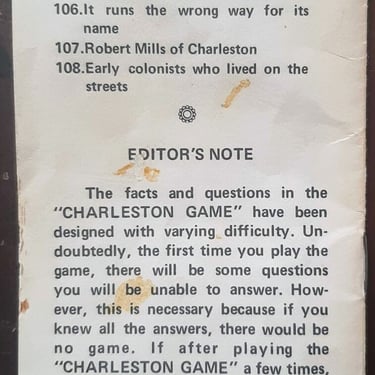 106.It runs the wrong way for its
name
107.Robert Mills of Charleston
108.Early colonists who lived on the
streets
EDITOR'S NOTE
The facts and questions in the
"CHARLESTON GAME" have been
designed with varying difficulty. Un-
doubtedly, the first time you play the
game, there will be some questions
you will be unable to answer. How-
ever, this is necessary because if you
knew all the answers, there would be
no game. If after playing the
"CHARLESTON GAME" a few times,